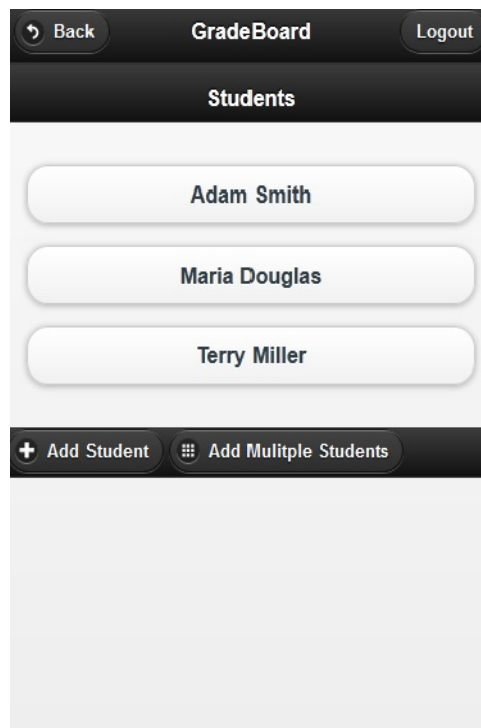 Back GradeBoard Logout
Students
Adam Smith
Maria Douglas
Terry Miller
Add Student Add Mulitple Students